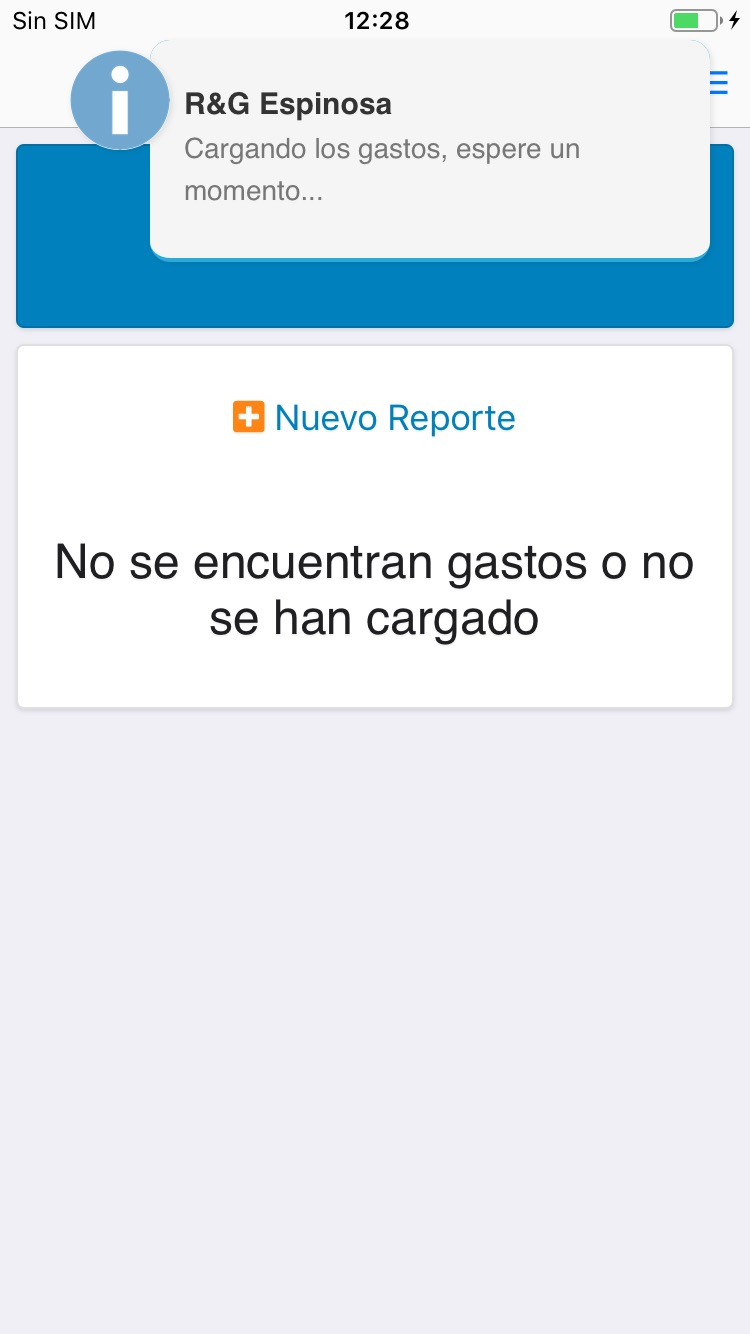 Sin SIM 12:28
R&G Espinosa
Cargando los gastos, espere un
momento...
Nuevo Reporte
No se encuentran gastos o no
se han cargado